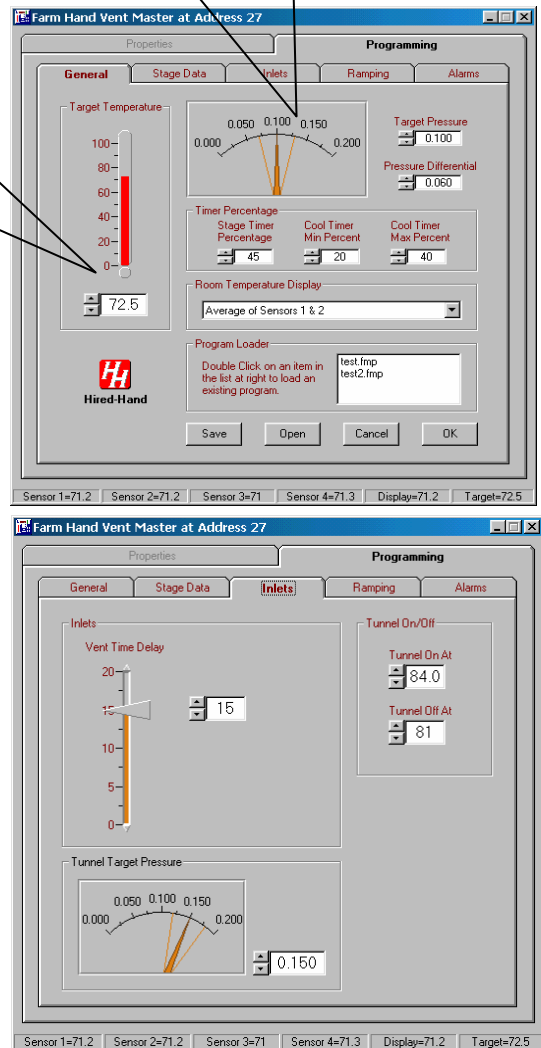 Farm Hand Vent Master at Address 27
Properties
Programming
General
Stage Data
Inlets
Ramping
Alarms
Target Temperature
100
80
60
40
20
0
72.5
0.000
0.050
0.100
0.150
0.200
Target Pressure
0.100
Pressure Differential
0.060
Timer Percentage
Stage Timer
Percentage
45
Cool Timer
Min Percent
20
Cool Timer
Max Percent
40
Room Temperature Display
Average of Sensors 1 & 2
Program Loader
Double Click on an item in
the list at right to load an
existing program.
test.fmp
test2.fmp
HH
Hired-Hand
Save
Open
Cancel
OK
Sensor 1=71.2
Sensor 2=71.2
Sensor 3=71
Sensor 4=71.3
Display=71.2
Target=72.5
Farm Hand Vent Master at Address 27
Properties
Programming
General
Stage Data
Inlets
Ramping
Alarms
Inlets
Vent Time Delay
20
15
10
5
0
15
Tunnel On/Off
Tunnel On At
84.0
Tunnel Off At
81
Tunnel Target Pressure
0.000
0.050
0.100
0.150
0.200
0.150
Sensor 1=71.2
Sensor 2=71.2
Sensor 3=71
Sensor 4=71.3
Display=71.2
Target=72.5